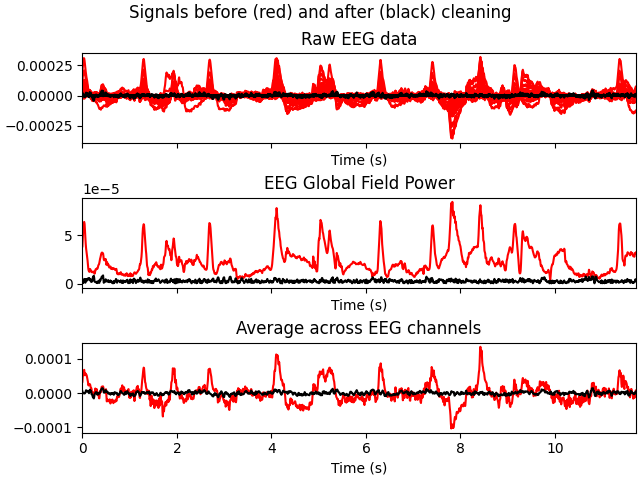 Signals before (red) and after (black) cleaning
Raw EEG data
0.00025
0.00000
−0.00025
Time (s)
EEG Global Field Power
1e−5
5
0
Time (s)
Average across EEG channels
0.0001
0.0000
−0.0001
0 2 4 6 8 10
Time (s)